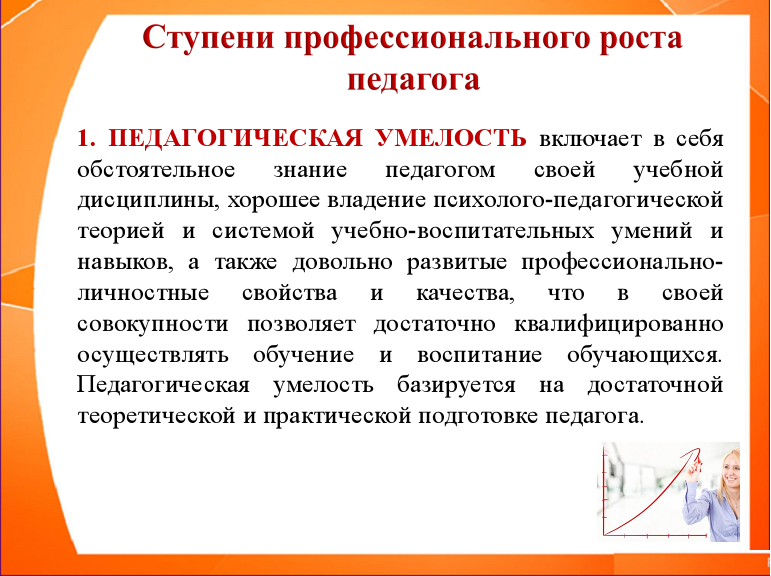 Ступени профессионального роста
педагога
1. ПЕДАГОГИЧЕСКАЯ УМЕЛОСТЬ включает в себя
обстоятельное знание педагогом своей учебной
дисциплины, хорошее владение психолого-педагогической
теорией и системой учебно-воспитательных умений и
навыков, а также довольно развитые профессионально-
личностные свойства и качества, что в своей
совокупности позволяет достаточно квалифицированно
осуществлять обучение и воспитание обучающихся.
Педагогическая умелость базируется на достаточной
теоретической и практической подготовке педагога.